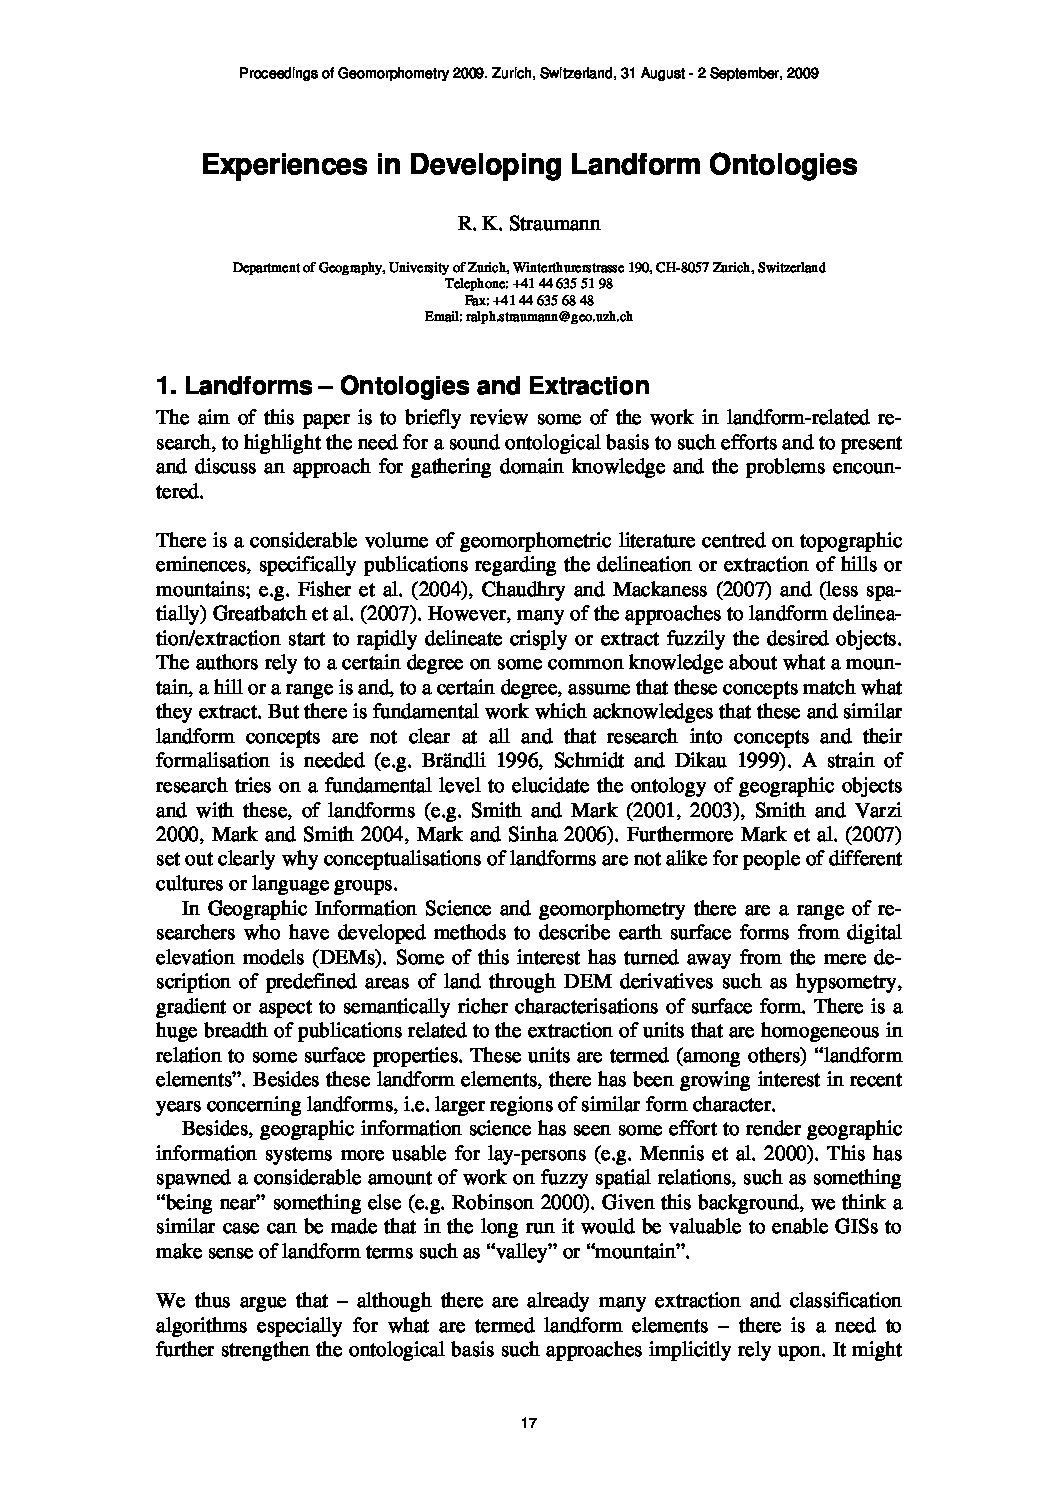 Proceedings of Geomorphometry 2009. Zurich, Switzerland, 31 August - 2 September, 2009
Experiences in Developing Landform Ontologies
R. K. Straumann
Department of Geography, University of Zurich, Winterthurerstrasse 190, CH-8057 Zurich, Switzerland
Telephone: +41 44 635 51 98
Fax: +41 44 635 68 48
Email: ralph.straumann@geo.uzh.ch
1. Landforms – Ontologies and Extraction
The aim of this paper is to briefly review some of the work in landform-related re-
search, to highlight the need for a sound ontological basis to such efforts and to present
and discuss an approach for gathering domain knowledge and the problems encoun-
tered.
There is a considerable volume of geomorphometric literature centred on topographic
eminences, specifically publications regarding the delineation or extraction of hills or
mountains; e.g. Fisher et al. (2004), Chaudhry and Mackaness (2007) and (less spa-
tially) Greatbatch et al. (2007). However, many of the approaches to landform delinea-
tion/extraction start to rapidly delineate crisply or extract fuzzily the desired objects.
The authors rely to a certain degree on some common knowledge about what a moun-
tain, a hill or a range is and, to a certain degree, assume that these concepts match what
they extract. But there is fundamental work which acknowledges that these and similar
landform concepts are not clear at all and that research into concepts and their
formalisation is needed (e.g. Brändli 1996, Schmidt and Dikau 1999). A strain of
research tries on a fundamental level to elucidate the ontology of geographic objects
and with these, of landforms (e.g. Smith and Mark (2001, 2003), Smith and Varzi
2000, Mark and Smith 2004, Mark and Sinha 2006). Furthermore Mark et al. (2007)
set out clearly why conceptualisations of landforms are not alike for people of different
cultures or language groups.
In Geographic Information Science and geomorphometry there are a range of re-
searchers who have developed methods to describe earth surface forms from digital
elevation models (DEMs). Some of this interest has turned away from the mere de-
scription of predefined areas of land through DEM derivatives such as hypsometry,
gradient or aspect to semantically richer characterisations of surface form. There is a
huge breadth of publications related to the extraction of units that are homogeneous in
relation to some surface properties. These units are termed (among others) “landform
elements”. Besides these landform elements, there has been growing interest in recent
years concerning landforms, i.e. larger regions of similar form character.
Besides, geographic information science has seen some effort to render geographic
information systems more usable for lay-persons (e.g. Mennis et al. 2000). This has
spawned a considerable amount of work on fuzzy spatial relations, such as something
“being near” something else (e.g. Robinson 2000). Given this background, we think a
similar case can be made that in the long run it would be valuable to enable GISs to
make sense of landform terms such as “valley” or “mountain”.
We thus argue that – although there are already many extraction and classification
algorithms especially for what are termed landform elements – there is a need to
further strengthen the ontological basis such approaches implicitly rely upon. It might
17